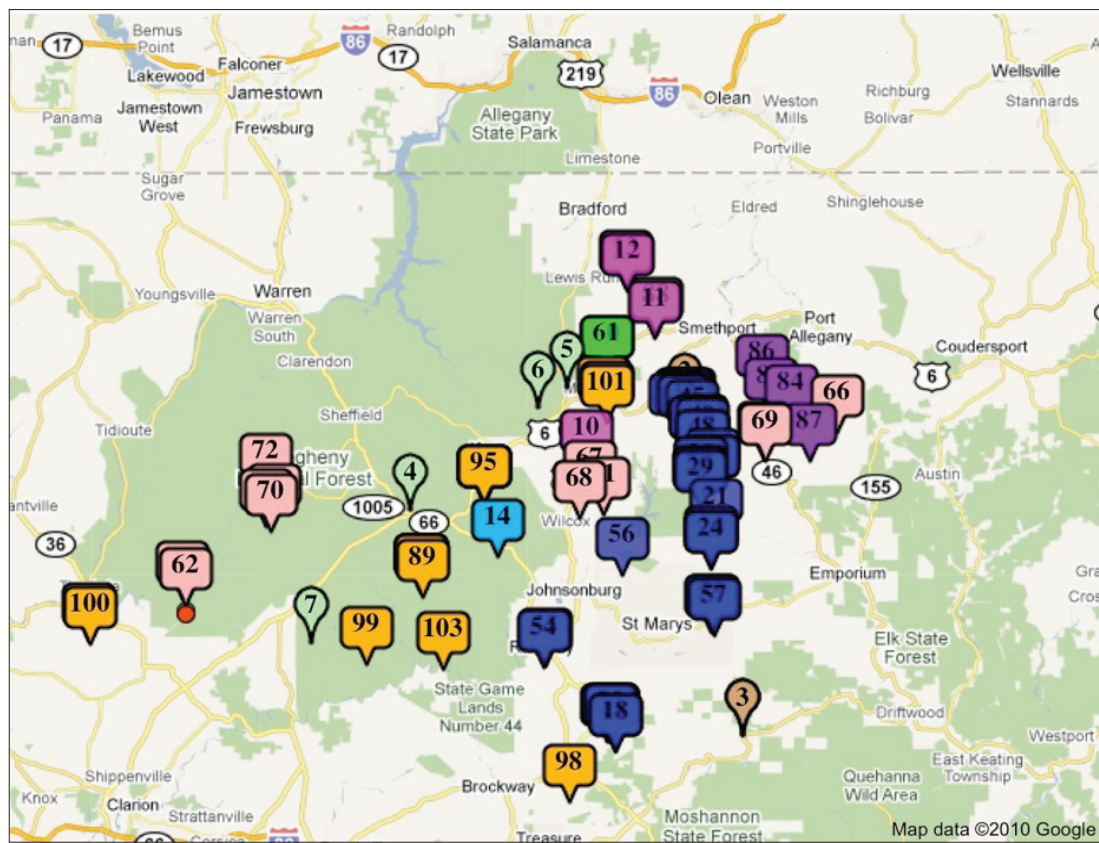 17
Bemus
Point
Randolph
86
17
Salamanca
219
Lakewood
Falconer
Jamestown
Wellsville
Panama
Jamestown
West
Frewsburg
Allegany
State Park
86
Olean
Weston
Mills
Richburg
Bolivar
Stannards
Portville
Limestone
Sugar
Grove
Shinglehouse
Eldred
Bradford
12
Lewis Run
11
Youngsville
Warren
Warren
South
Clarendon
61
Smethport
Port
Allegany
Coudersport
5
6
86
84
66
6
101
Sheffield
Tidioute
10
6
69
87
48
72
4
95
67
68
29
46
70
1005
66
14
Wilcox
21
155
Austin
56
24
36
89
62
Johnsonburg
Emporium
100
7
99
103
54
57
St Marys
Elk State
Forest
State Game
Lands
Number 44
18
3
Driftwood
Westport
98
East Keating
Township
Shippenville
Brockway
Quehanna
Wild Area
Knox
Clarion
Strattanville
Moshannon
State Forest
Treasure
Map data ©2010 Google